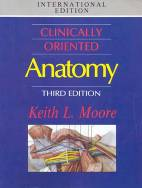 INTERNATIONAL
EDITION
CLINICALLY
ORIENTED
Anatomy
THIRD EDITION
Keith L. Moore